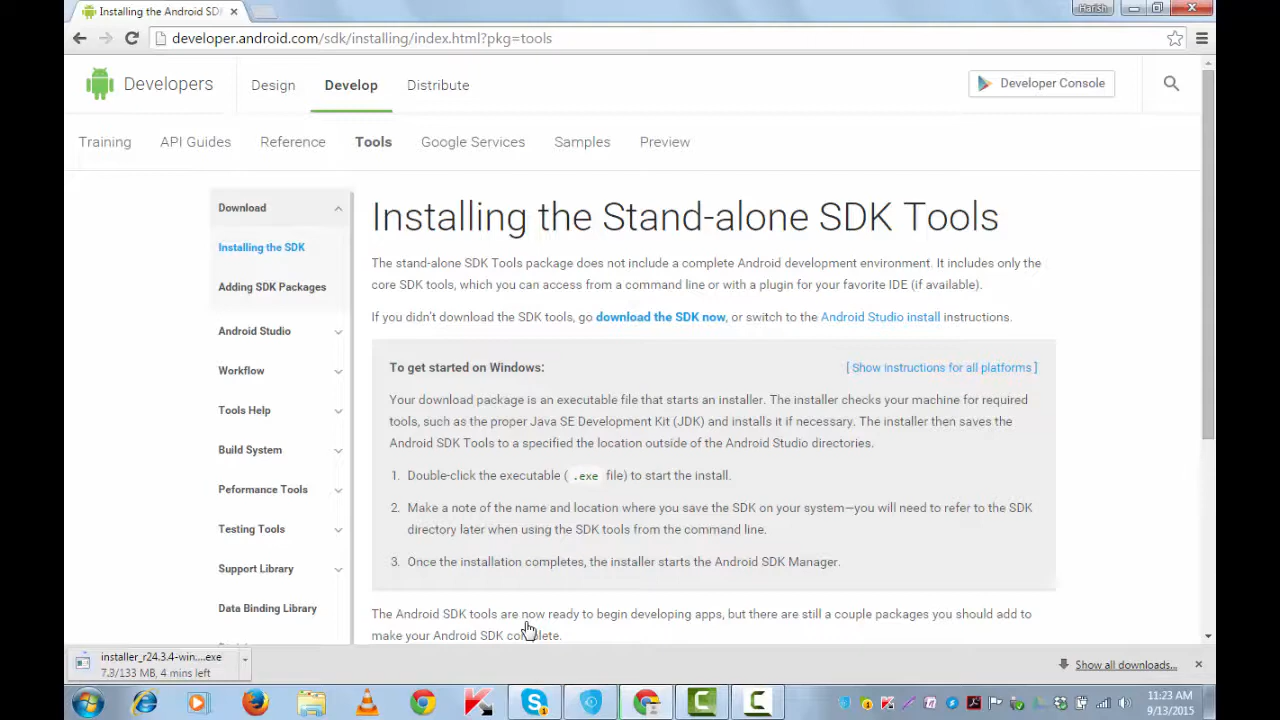 Installing the Android SD
Harish
developer.android.com/sdk/installing/index.html?pkg=tools
Developers
Design
Develop
Distribute
Developer Console
Training
API Guides
Reference
Tools
Google Services
Samples
Preview
Download
Installing the SDK
Adding SDK Packages
Android Studio
Workflow
Tools Help
Build System
Peformance Tools
Testing Tools
Support Library
Data Binding Library
Installing the Stand-alone SDK Tools
The stand-alone SDK Tools package does not include a complete Android development environment. It includes only the
core SDK tools, which you can access from a command line or with a plugin for your favorite IDE (if available).
If you didn't download the SDK tools, go download the SDK now, or switch to the Android Studio install instructions.
To get started on Windows:
[ Show instructions for all platforms ]
Your download package is an executable file that starts an installer. The installer checks your machine for required
tools, such as the proper Java SE Development Kit (JDK) and installs it if necessary. The installer then saves the
Android SDK Tools to a specified the location outside of the Android Studio directories.
1. Double-click the executable ( .exe file) to start the install.
2. Make a note of the name and location where you save the SDK on your system—you will need to refer to the SDK
directory later when using the SDK tools from the command line.
3. Once the installation completes, the installer starts the Android SDK Manager.
The Android SDK tools are now ready to begin developing apps, but there are still a couple packages you should add to
make your Android SDK complete.
installer_r24.3.4-win....exe
7.3/133 MB, 4 mins left
Show all downloads...
11:23 AM
9/13/2015